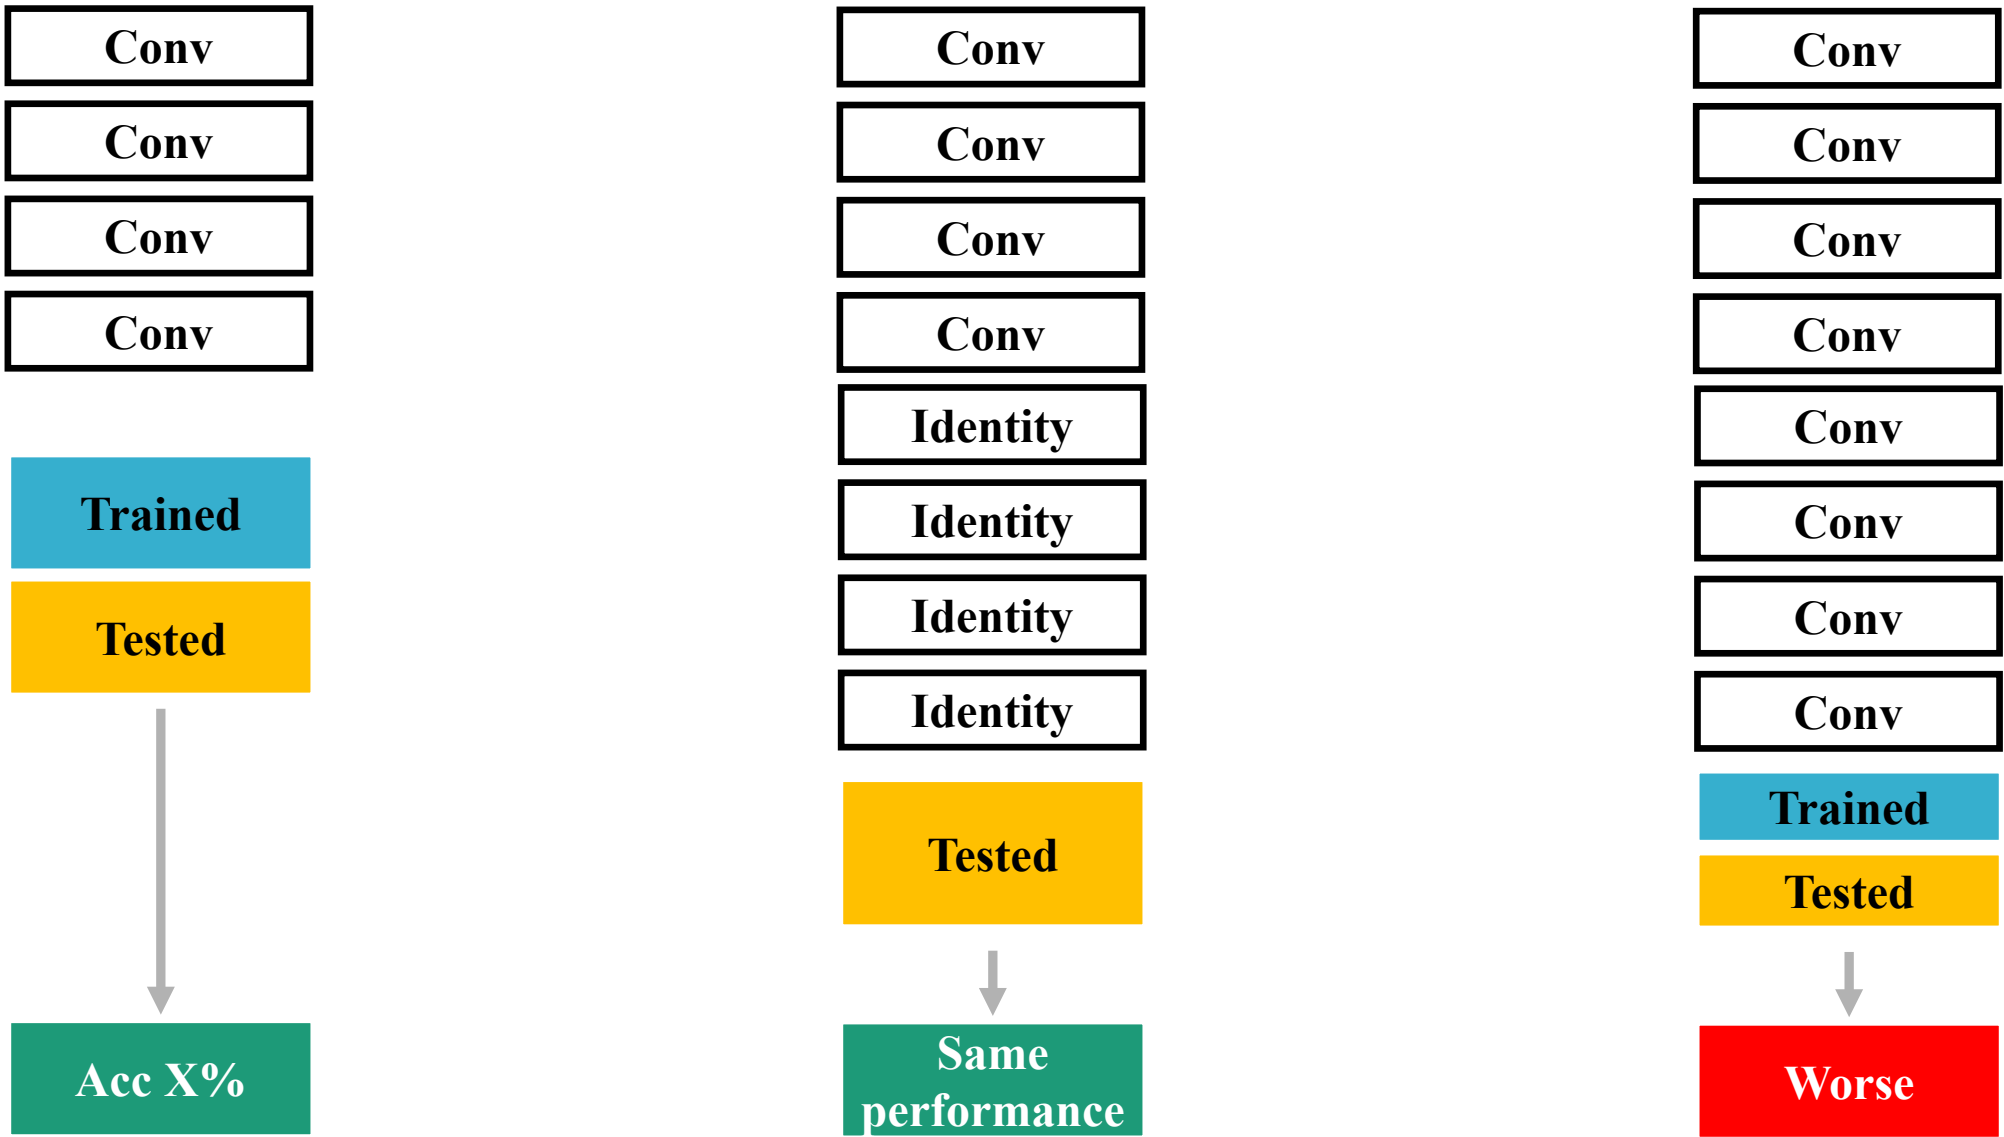 Conv
Conv
Conv
Conv
Trained
Tested
Acc X%
Conv
Conv
Conv
Conv
Identity
Identity
Identity
Identity
Tested
Same
performance
Conv
Conv
Conv
Conv
Conv
Conv
Conv
Conv
Trained
Tested
Worse